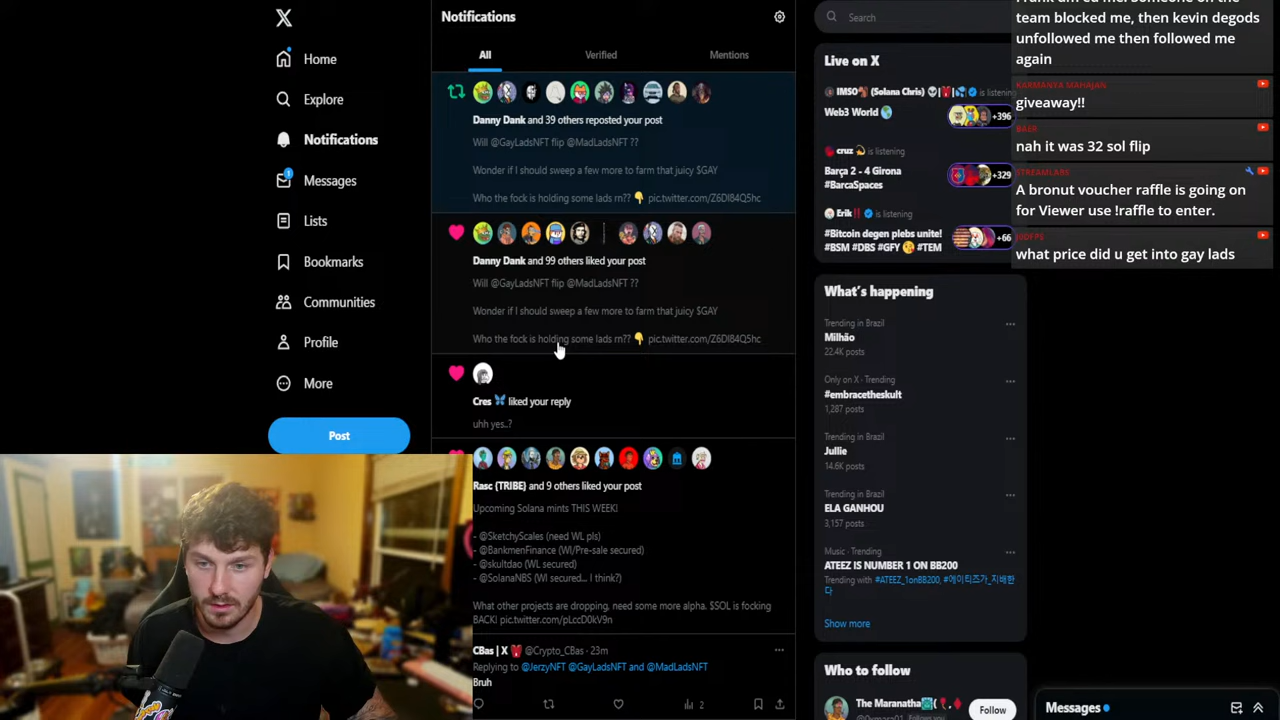 Home
Explore
Notifications
Messages
1
Lists
Bookmarks
Communities
Profile
More
Post
Notifications
All
Verified
Mentions
Danny Dank and 39 others reposted your post
Will @GayLadsNFT flip @MadLadsNFT ??
Wonder if I should sweep a few more to farm that juicy $GAY
Who the fock is holding some lads rn?? 👇 pic.twitter.com/Z6Dl84Q5hc
Danny Dank and 99 others liked your post
Will @GayLadsNFT flip @MadLadsNFT ??
Wonder if I should sweep a few more to farm that juicy $GAY
Who the fock is holding some lads rn?? 👇 pic.twitter.com/Z6Dl84Q5hc
Cres 🦋 liked your reply
uhh yes..?
Rasc (TRIBE) and 9 others liked your post
Upcoming Solana mints THIS WEEK!
- @SketchyScales (need WL pls)
- @BankmenFinance (Wl/Pre-sale secured)
- @skultdao (WL secured)
- @SolanaNBS (Wl secured... I think?)
What other projects are dropping, need some more alpha. $SOL is focking
BACK! pic.twitter.com/pLccD0kV9n
CBas | X @Crypto_CBas · 23m
Replying to @JerzyNFT @GayLadsNFT and @MadLadsNFT
Bruh
2
Search
Live on X
IMSO (Solana Chris) is listening
Web3 World
+396
cruz is listening
Barça 2 - 4 Girona
#BarcaSpaces
+329
Erik!! is listening
#Bitcoin degen plebs unite!
#BSM #DBS #GFY #TEM
+66
What's happening
Trending in Brazil
Milhão
22.4K posts
Only on X · Trending
#embracetheskult
1,287 posts
Trending in Brazil
Jullie
14.6K posts
Trending in Brazil
ELA GANHOU
3,157 posts
Music · Trending
ATEEZ IS NUMBER 1 ON BB200
Trending with #ATEEZ_1onBB200, #에이티즈가_지배한
다
Show more
Who to follow
The Maranatha
Follow
Messages
team blocked me, then kevin degods
unfollowed me then followed me
again
KARMANYA MAHAJAN
giveaway!!
BAER
nah it was 32 sol flip
STREAMLABS
A bronut voucher raffle is going on
for Viewer use !raffle to enter.
what price did u get into gay lads